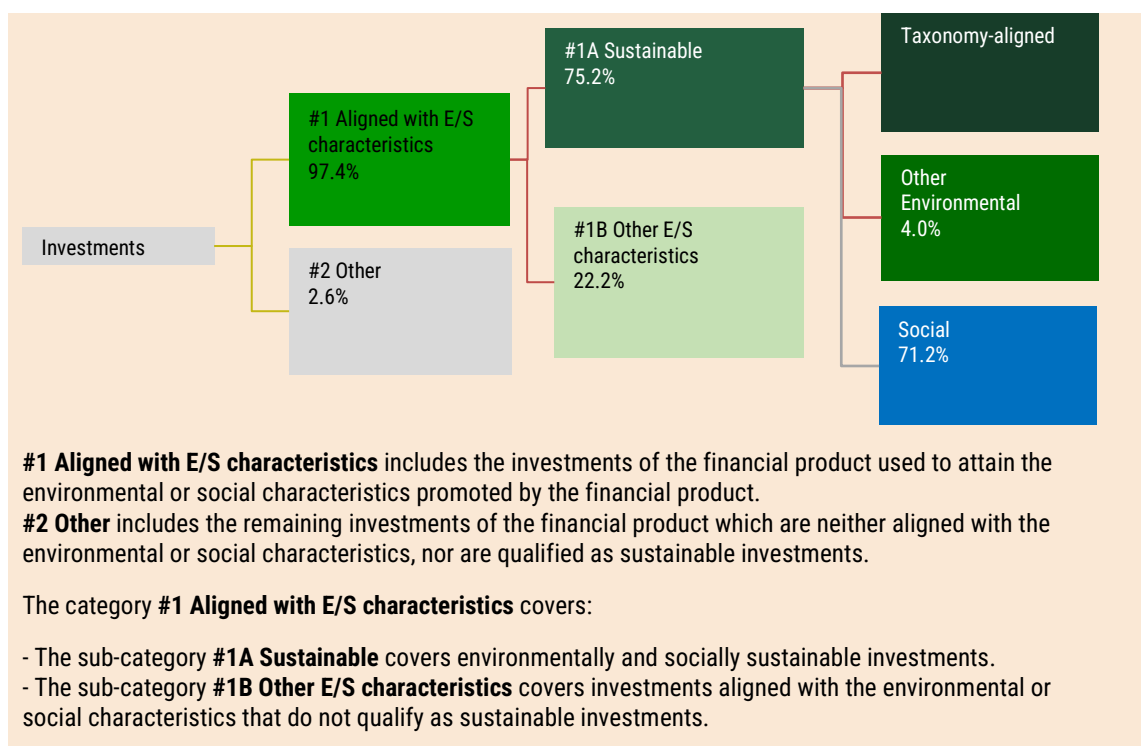 Investments
#1 Aligned with E/S
characteristics
97.4%
#2 Other
2.6%
#1A Sustainable
75.2%
#1B Other E/S
characteristics
22.2%
Taxonomy-aligned
Other
Environmental
4.0%
Social
71.2%
#1 Aligned with E/S characteristics includes the investments of the financial product used to attain the
environmental or social characteristics promoted by the financial product.
#2 Other includes the remaining investments of the financial product which are neither aligned with the
environmental or social characteristics, nor are qualified as sustainable investments.
The category #1 Aligned with E/S characteristics covers:
- The sub-category #1A Sustainable covers environmentally and socially sustainable investments.
- The sub-category #1B Other E/S characteristics covers investments aligned with the environmental or
social characteristics that do not qualify as sustainable investments.